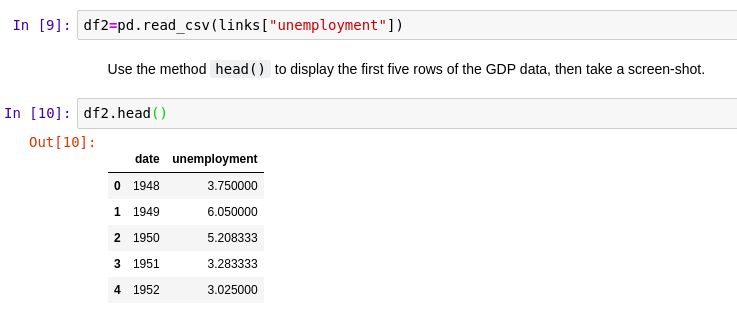 In [9]: df2=pd.read_csv(links["unemployment"])
Use the method head() to display the first five rows of the GDP data, then take a screen-shot.
In [10]: df2.head()
Out[10]:
date unemployment
0 1948 3.750000
1 1949 6.050000
2 1950 5.208333
3 1951 3.283333
4 1952 3.025000